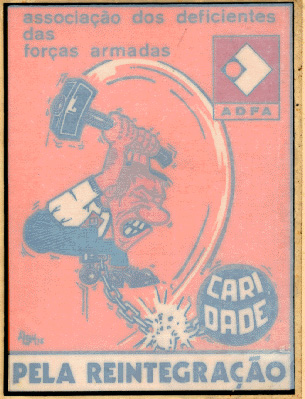 associação dos deficientes
das
forças armadas
ADFA
CARI
DADE
PELA REINTEGRAÇÃO